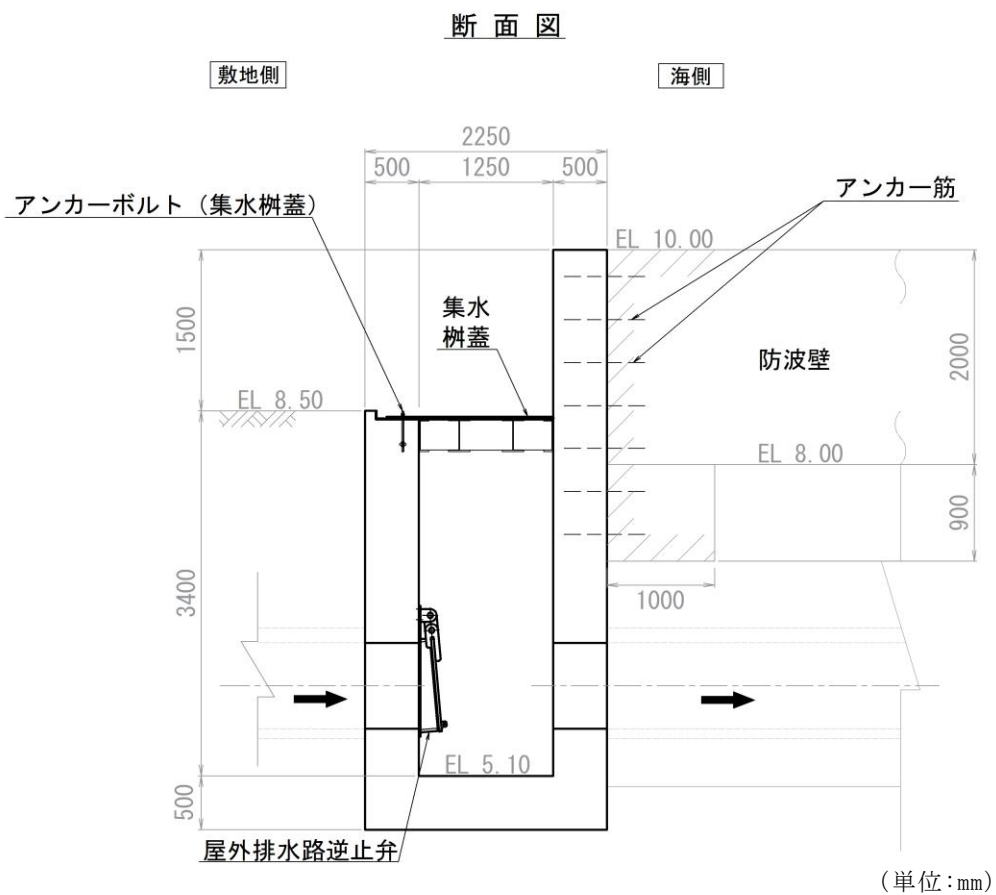 断面図
敷地側
海側
2250
500
1250
500
アンカーボルト（集水桝蓋）
アンカー筋
EL 10.00
1500
集水
桝蓋
防波壁
2000
EL 8.50
EL 8.00
900
3400
1000
EL 5.10
500
屋外排水路逆止弁
(単位:mm)